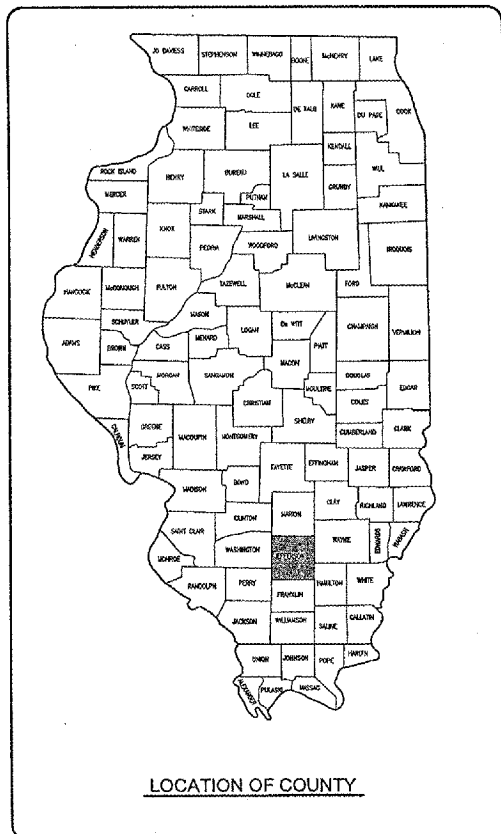 JO DAVIESS
STEPHENSON
WINNEBAGO
BOONE
McHENRY
LAKE
CARROLL
OGLE
DE KALB
KANE
COOK
DU PAGE
WHITESIDE
LEE
KENDALL
WILL
ROCK ISLAND
HENRY
BUREAU
LA SALLE
GRUNDY
MERCER
PUTNAM
KANKAKEE
STARK
MARSHALL
HENDERSON
WARREN
KNOX
PEORIA
WOODFORD
LIVINGSTON
IROQUOIS
HANCOCK
McDONOUGH
FULTON
TAZEWELL
McCLEAN
FORD
MASON
SCHUYLER
LOGAN
DE WITT
CHAMPAIGN
VERMILION
ADAMS
BROWN
CASS
MENARD
PIATT
MACON
PIKE
SCOTT
MORGAN
SANGAMON
MOULTRIE
DOUGLAS
EDGAR
CHRISTIAN
COLES
CALHOUN
GREENE
MACOUPIN
MONTGOMERY
SHELBY
CUMBERLAND
CLARK
JERSEY
FAYETTE
EFFINGHAM
JASPER
CRAWFORD
MADISON
BOND
CLAY
RICHLAND
LAWRENCE
CLINTON
MARION
SAINT CLAIR
WASHINGTON
JEFFERSON
WAYNE
EDWARDS
WABASH
MONROE
RANDOLPH
PERRY
FRANKLIN
HAMILTON
WHITE
JACKSON
WILLIAMSON
SALINE
GALLATIN
UNION
JOHNSON
POPE
HARDIN
ALEXANDER
PULASKI
MASSAC
LOCATION OF COUNTY